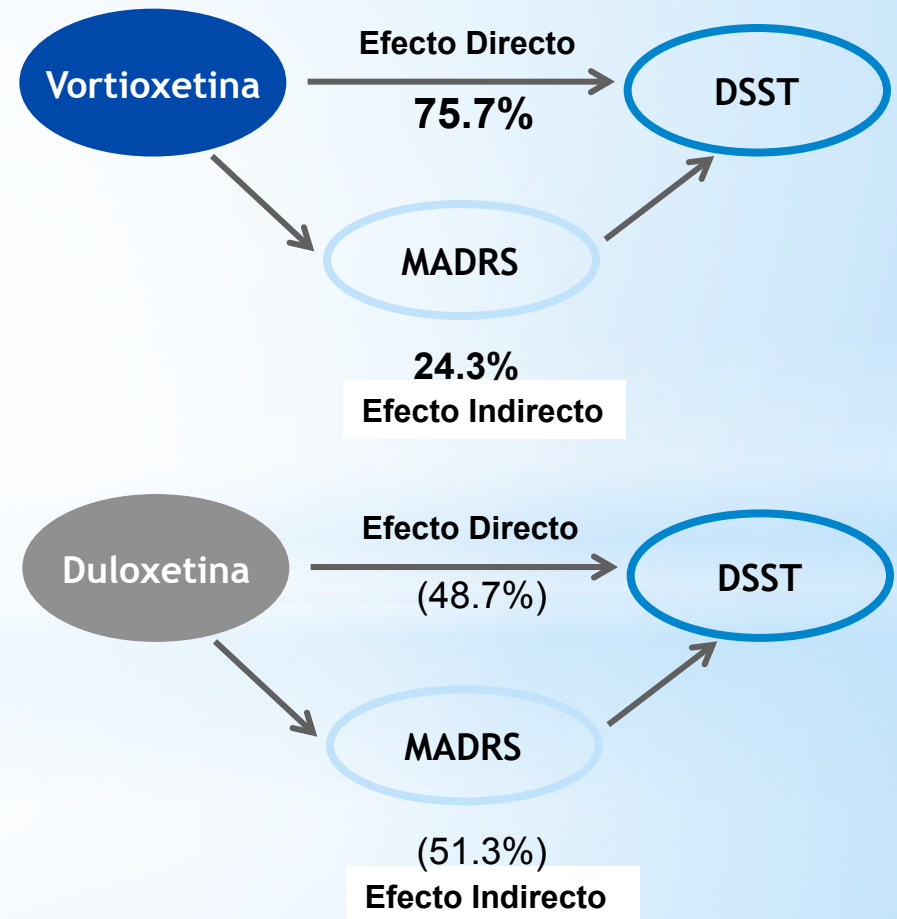 Efecto Directo
Vortioxetina
DSST
75.7%
MADRS
24.3%
Efecto Indirecto
Efecto Directo
Duloxetina
DSST
(48.7%)
MADRS
(51.3%)
Efecto Indirecto